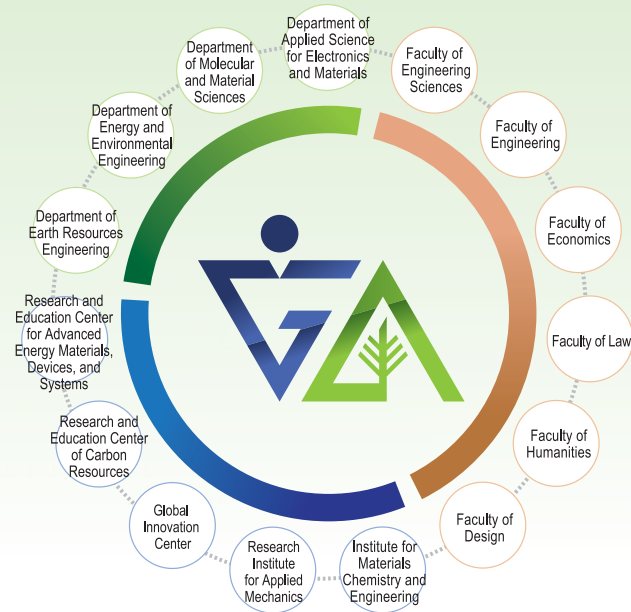 Department of
Applied Science
for Electronics
and Materials
Faculty of
Engineering
Sciences
Faculty of
Engineering
Faculty of
Economics
Faculty of Law
Faculty of
Humanities
Faculty of
Design
Institute for
Materials
Chemistry and
Engineering
Research
Institute
for Applied
Mechanics
Global
Innovation
Center
Research and
Education Center
of Carbon
Resources
Research and
Education Center
for Advanced
Energy Materials,
Devices, and
Systems
Department of
Earth Resources
Engineering
Department of
Energy and
Environmental
Engineering
Department
of Molecular
and Material
Sciences